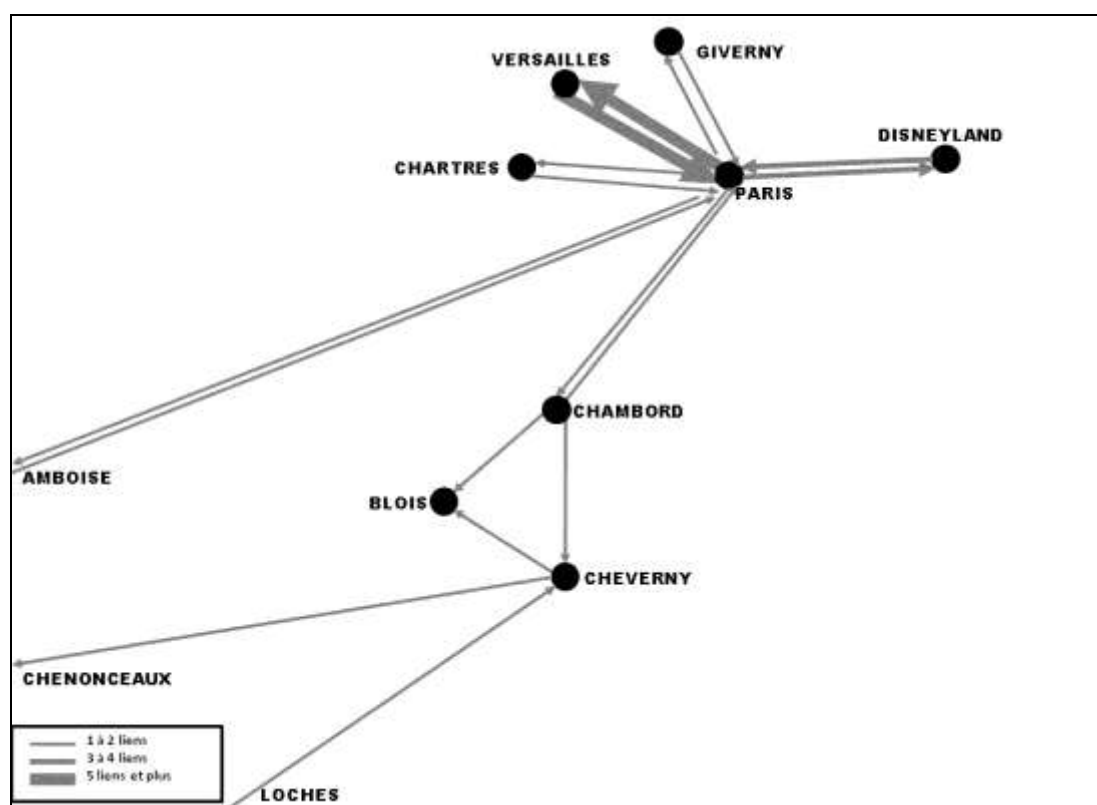 GIVERNY
VERSAILLES
DISNEYLAND
CHARTRES
PARIS
CHAMBORD
AMBOISE
BLOIS
CHEVERNY
CHENONCEAUX
1 à 2 liens
3 à 4 liens
5 liens et plus
LOCHES